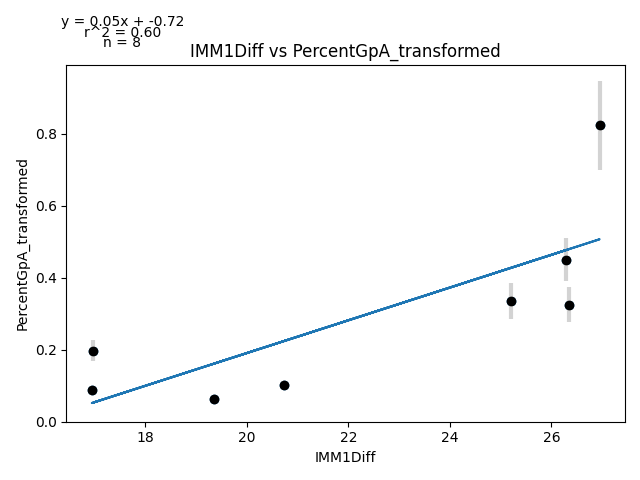 y = 0.05x + -0.72
r^2 = 0.60
n = 8
IMM1Diff vs PercentGpA_transformed
PercentGpA_transformed
0.8
0.6
0.4
0.2
0.0
18
20
22
24
26
IMM1Diff